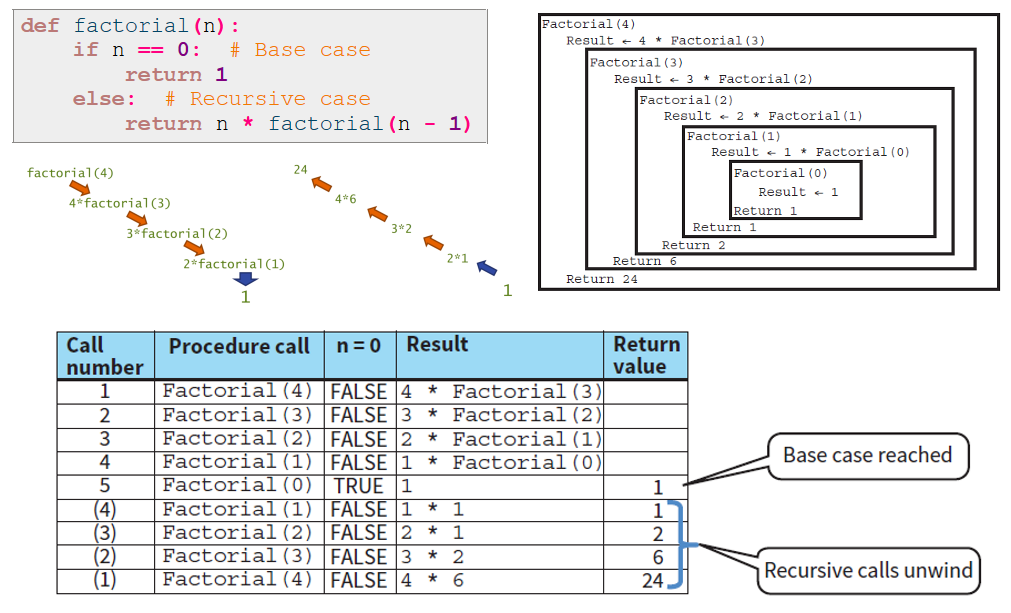 def factorial(n):
if n == 0:  # Base case
return 1
else:  # Recursive case
return n * factorial(n - 1)
factorial(4)
4*factorial(3)
3*factorial(2)
2*factorial(1)
1
24
4*6
3*2
2*1
1
Factorial(4)
Result ← 4 * Factorial(3)
Factorial(3)
Result ← 3 * Factorial(2)
Factorial(2)
Result ← 2 * Factorial(1)
Factorial(1)
Result ← 1 * Factorial(0)
Factorial(0)
Result ← 1
Return 1
Return 1
Return 2
Return 6
Return 24
Call number Procedure call n = 0 Result Return value
1 Factorial(4) FALSE 4 * Factorial(3)
2 Factorial(3) FALSE 3 * Factorial(2)
3 Factorial(2) FALSE 2 * Factorial(1)
4 Factorial(1) FALSE 1 * Factorial(0)
5 Factorial(0) TRUE 1 1
(4) Factorial(1) FALSE 1 * 1 1
(3) Factorial(2) FALSE 2 * 1 2
(2) Factorial(3) FALSE 3 * 2 6
(1) Factorial(4) FALSE 4 * 6 24
Base case reached
Recursive calls unwind